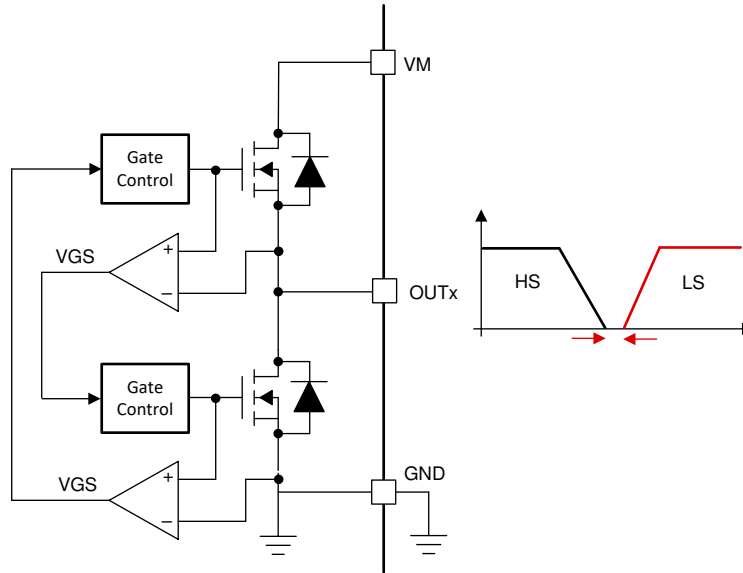 VM
Gate
Control
VGS
+
−
OUTx
HS
LS
Gate
Control
GND
VGS
+
−